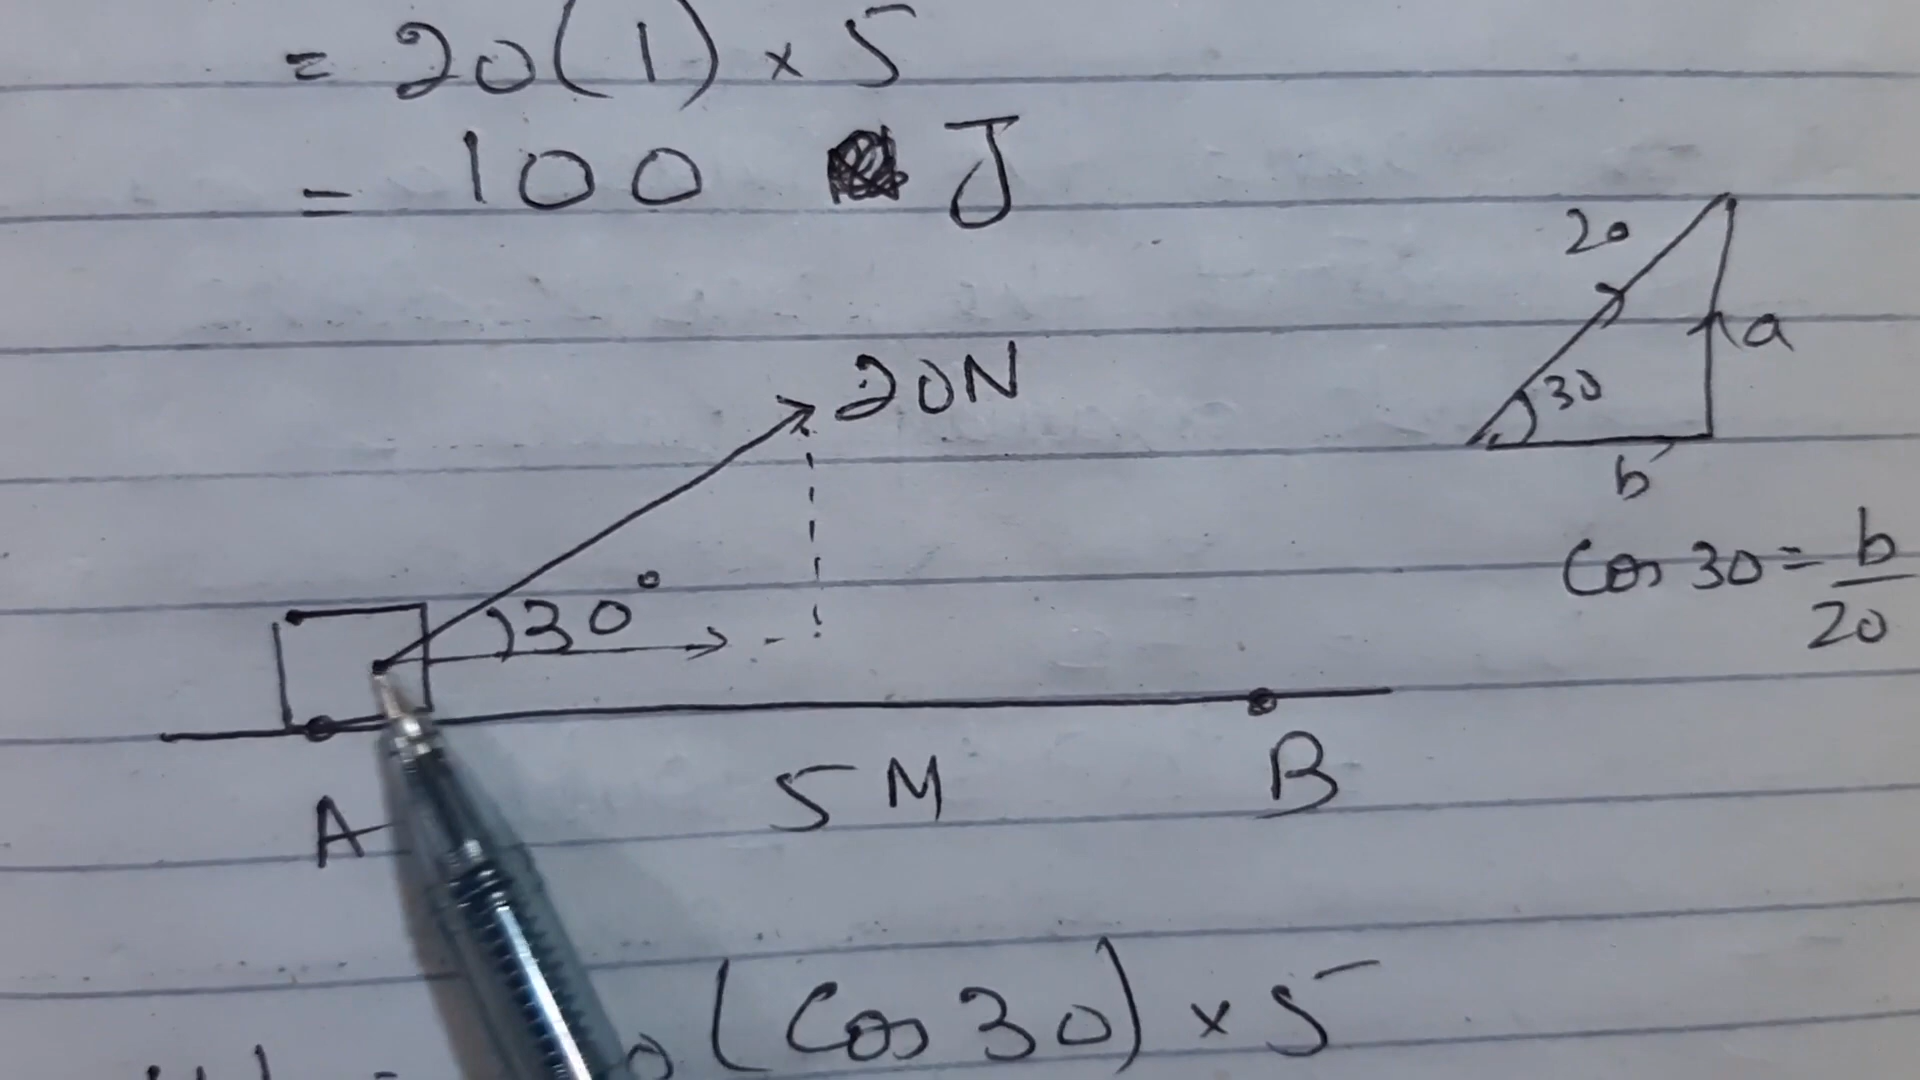 = 20(1) × 5
= 100 J
20
a
30
b
cos 30 = b/20
20N
30°
A
5M
B
(cos 30) × 5